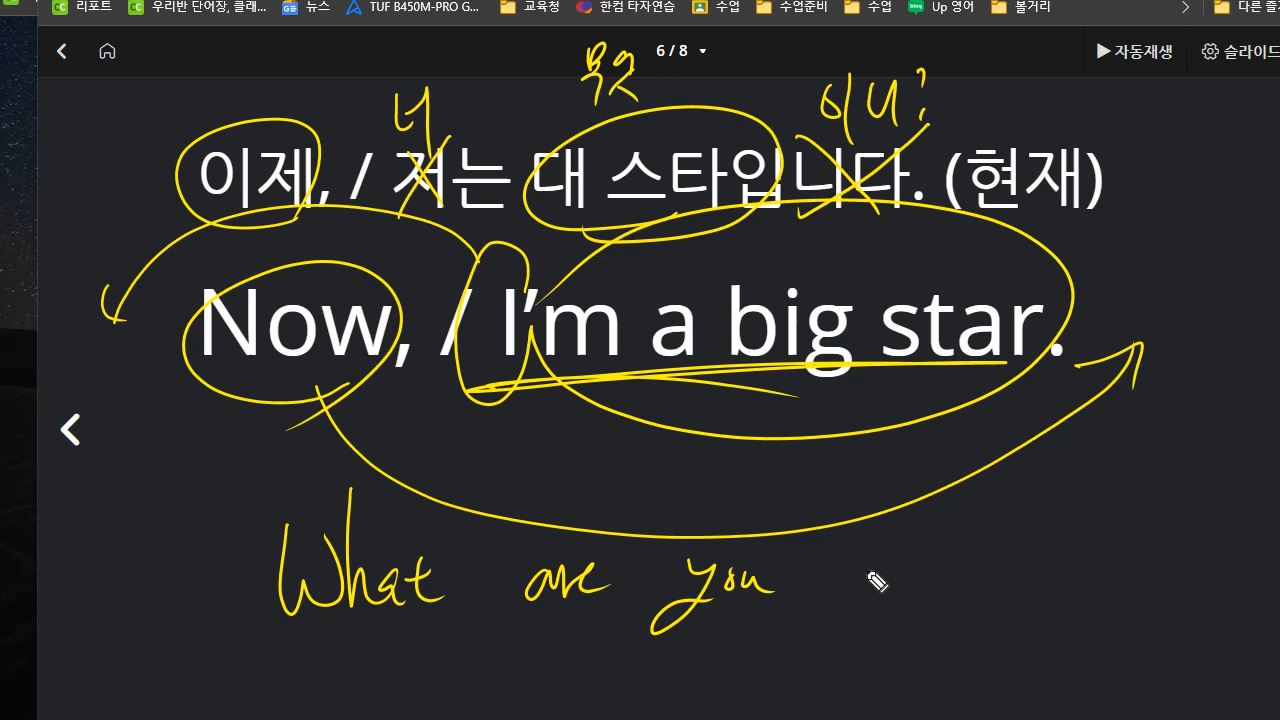 리포트 우리반 단어장, 클래... 뉴스 TUF B450M-PRO G... 교육청 한컴 타자연습 수업 수업준비 수업 Up 영어 볼거리 다른 즐
6 / 8 자동재생 슬라이드
무엇
너 이니?
이제, / 저는 대 스타입니다. (현재)
Now, / I'm a big star.
What are you